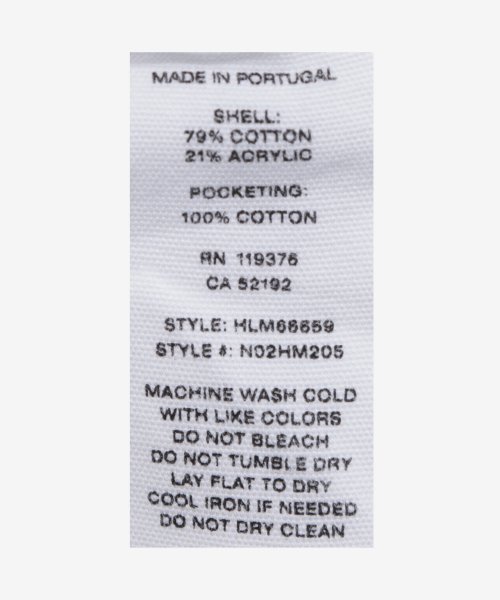 MADE IN PORTUGAL
SHELL:
79% COTTON
21% ACRYLIC
POCKETING:
100% COTTON
RN 119376
CA 52192
STYLE: HLM66659
STYLE #: N02HM205
MACHINE WASH COLD
WITH LIKE COLORS
DO NOT BLEACH
DO NOT TUMBLE DRY
LAY FLAT TO DRY
COOL IRON IF NEEDED
DO NOT DRY CLEAN